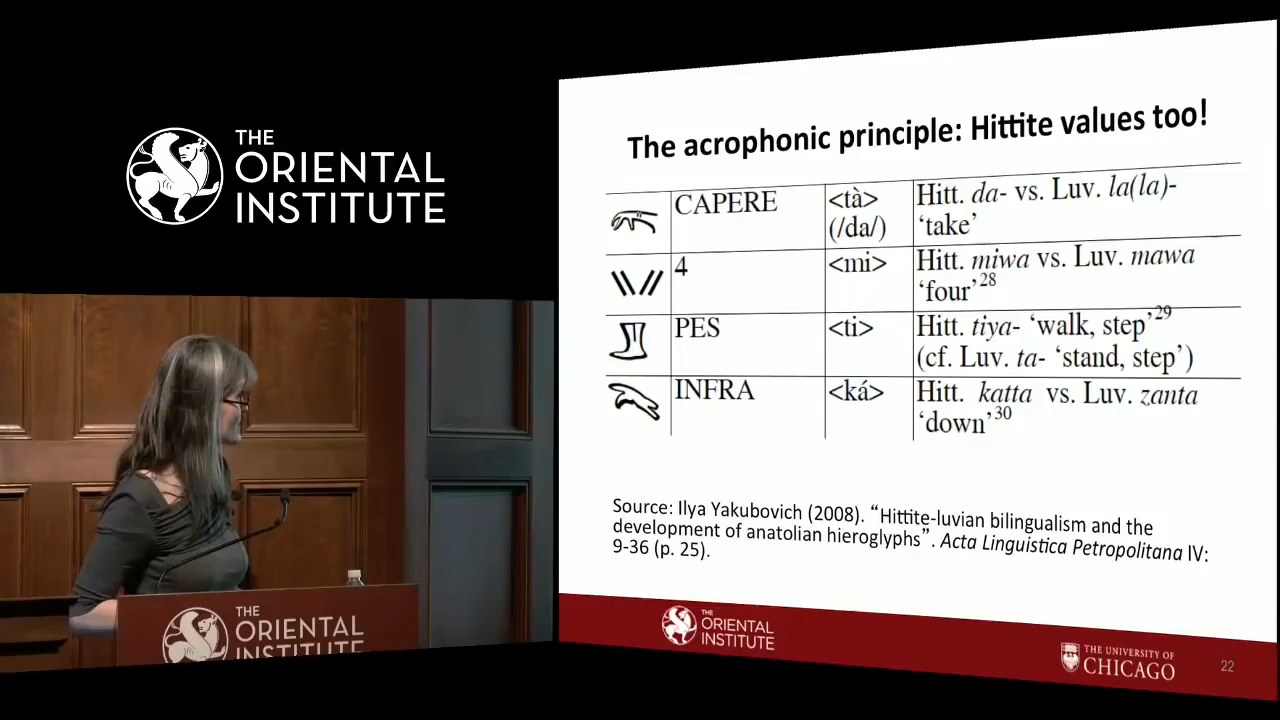 THE
ORIENTAL
INSTITUTE
The acrophonic principle: Hittite values too!
CAPERE <tà> (/da/) Hitt. da- vs. Luv. la(la)- ‘take’
4 <mi> Hitt. miwa vs. Luv. mawa ‘four’28
PES <ti> Hitt. tiya- ‘walk, step’29 (cf. Luv. ta- ‘stand, step’)
INFRA <ká> Hitt. katta vs. Luv. zanta ‘down’30
Source: Ilya Yakubovich (2008). “Hittite-luvian bilingualism and the
development of anatolian hieroglyphs”. Acta Linguistica Petropolitana IV:
9-36 (p. 25).
THE
ORIENTAL
INSTITUTE
THE UNIVERSITY OF
CHICAGO
22
THE
ORIENTAL
INSTITUTE